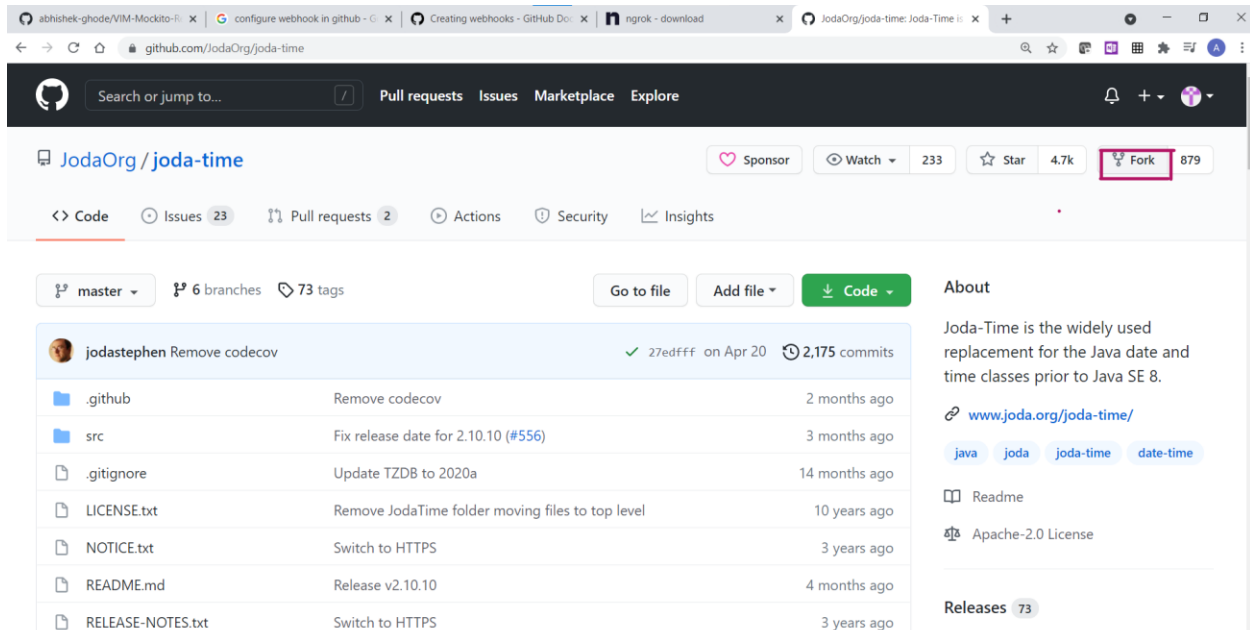 abhishek-ghode/VIM-Mockito-R
configure webhook in github - G
Creating webhooks - GitHub Doc
ngrok - download
JodaOrg/joda-time: Joda-Time is
github.com/JodaOrg/joda-time
A
Search or jump to...
/
Pull requests Issues Marketplace Explore
JodaOrg / joda-time
Sponsor Watch 233 Star 4.7k Fork 879
<> Code Issues 23 Pull requests 2 Actions Security Insights
master 6 branches 73 tags Go to file Add file Code
jodastephen Remove codecov 27edfff on Apr 20 2,175 commits
.github Remove codecov 2 months ago
src Fix release date for 2.10.10 (#556) 3 months ago
.gitignore Update TZDB to 2020a 14 months ago
LICENSE.txt Remove JodaTime folder moving files to top level 10 years ago
NOTICE.txt Switch to HTTPS 3 years ago
README.md Release v2.10.10 4 months ago
RELEASE-NOTES.txt Switch to HTTPS 3 years ago
About
Joda-Time is the widely used
replacement for the Java date and
time classes prior to Java SE 8.
www.joda.org/joda-time/
java joda joda-time date-time
Readme
Apache-2.0 License
Releases 73